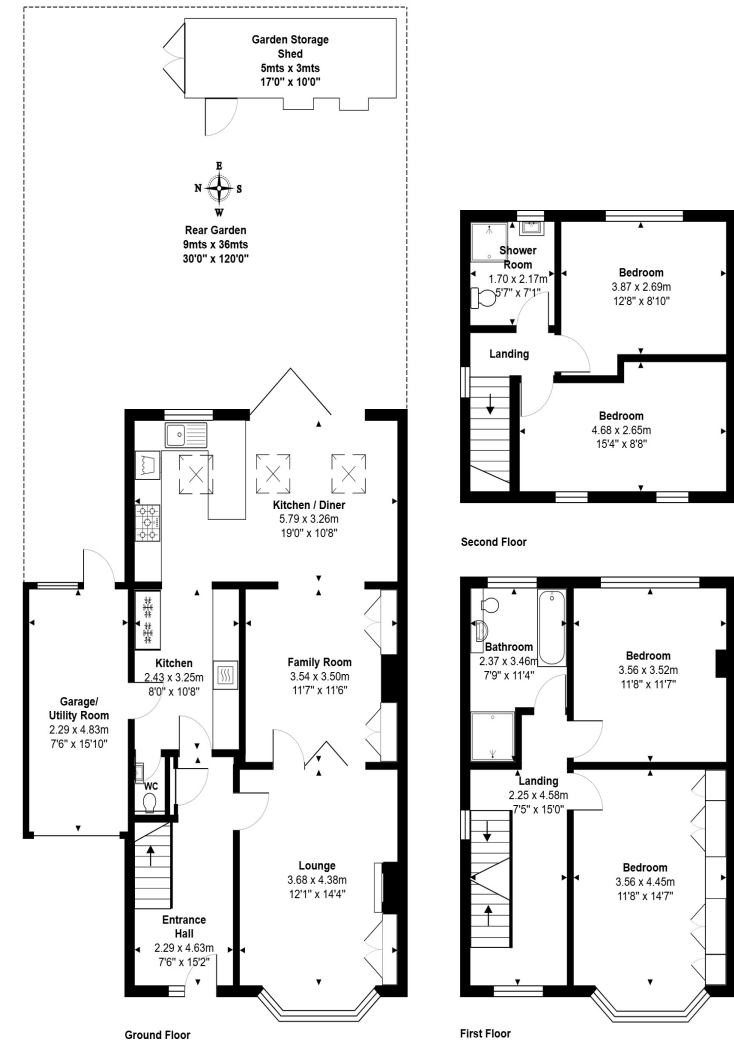 Garden Storage
Shed
5mts x 3mts
17'0" x 10'0"
E
N S
W
Rear Garden
9mts x 36mts
30'0" x 120'0"
Kitchen / Diner
5.79 x 3.26m
19'0" x 10'8"
Kitchen
2.43 x 3.25m
8'0" x 10'8"
Family Room
3.54 x 3.50m
11'7" x 11'6"
Garage/
Utility Room
2.29 x 4.83m
7'6" x 15'10"
WC
Lounge
3.68 x 4.38m
12'1" x 14'4"
Entrance
Hall
2.29 x 4.63m
7'6" x 15'2"
Ground Floor
Shower
Room
1.70 x 2.17m
5'7" x 7'1"
Bedroom
3.87 x 2.69m
12'8" x 8'10"
Landing
Bedroom
4.68 x 2.65m
15'4" x 8'8"
Second Floor
Bathroom
2.37 x 3.46m
7'9" x 11'4"
Bedroom
3.56 x 3.52m
11'8" x 11'7"
Landing
2.25 x 4.58m
7'5" x 15'0"
Bedroom
3.56 x 4.45m
11'8" x 14'7"
First Floor